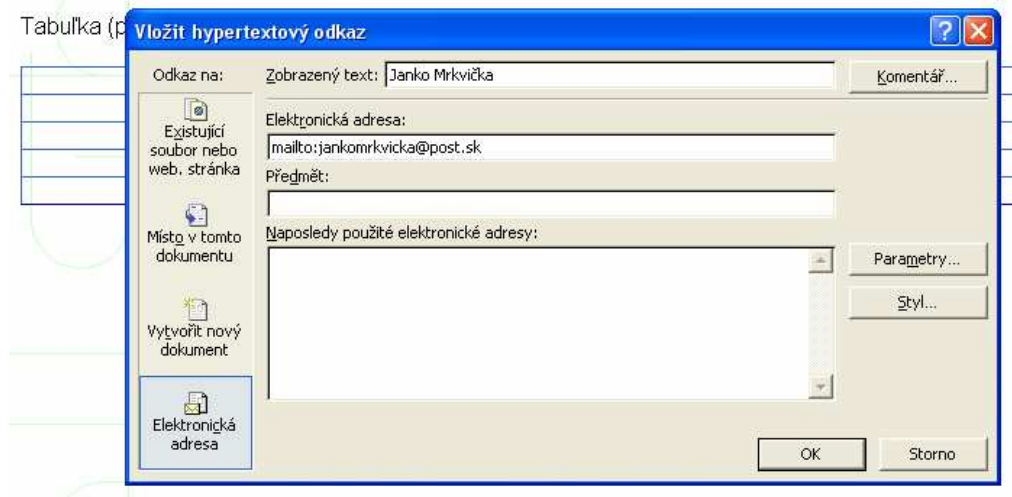 Tabuľka (p
Vložit hypertextový odkaz
Odkaz na:
Zobrazený text: Janko Mrkvička
Komentář...
Existující
soubor nebo
web. stránka
Elektronická adresa:
mailto:jankomrkvicka@post.sk
Předmět:
Místo v tomto
dokumentu
Naposledy použité elektronické adresy:
Parametry...
Styl...
Vytvořit nový
dokument
Elektronická
adresa
OK
Storno